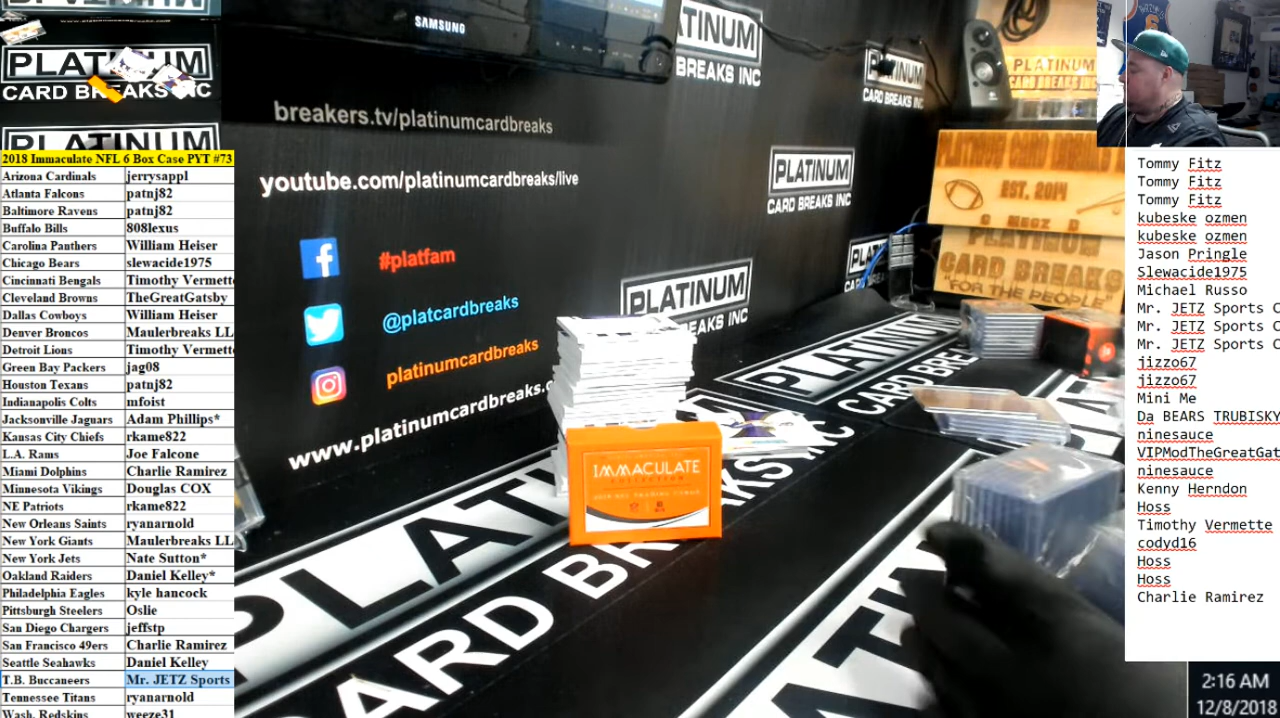 SAMSUNG
PLATINUM
BREAKS INC
PLATINUM
CARD BREAKS INC
PLATINUM
CARD BREAKS INC
breakers.tv/platinumcardbreaks
youtube.com/platinumcardbreaks/live
#platfam
@platcardbreaks
platinumcardbreaks
www.platinumcardbreaks.c
PLATINUM
CARD BREAKS INC
PLATINUM
BREAKS INC
EST. 2014
C MEGZ D
PLATINUM
CARD BREAKS
"FOR THE PEOPLE"
IMMACULATE
COLLECTION
PLATINUM
CARD BREAKS INC
2018 Immaculate NFL 6 Box Case PYT #73
Arizona Cardinals jerrysappl
Atlanta Falcons patnj82
Baltimore Ravens patnj82
Buffalo Bills 808lexus
Carolina Panthers William Heiser
Chicago Bears slewacide1975
Cincinnati Bengals Timothy Vermette
Cleveland Browns TheGreatGatsby
Dallas Cowboys William Heiser
Denver Broncos Maulerbreaks LL
Detroit Lions Timothy Vermette
Green Bay Packers jag08
Houston Texans patnj82
Indianapolis Colts mfoist
Jacksonville Jaguars Adam Phillips*
Kansas City Chiefs rkame822
L.A. Rams Joe Falcone
Miami Dolphins Charlie Ramirez
Minnesota Vikings Douglas COX
NE Patriots rkame822
New Orleans Saints ryanarnold
New York Giants Maulerbreaks LL
New York Jets Nate Sutton*
Oakland Raiders Daniel Kelley*
Philadelphia Eagles kyle hancock
Pittsburgh Steelers Oslie
San Diego Chargers jeffstp
San Francisco 49ers Charlie Ramirez
Seattle Seahawks Daniel Kelley
T.B. Buccaneers Mr. JETZ Sports
Tennessee Titans ryanarnold
Wash. Redskins weeze31
Tommy Fitz
Tommy Fitz
Tommy Fitz
kubeske ozmen
kubeske ozmen
Jason Pringle
Slewacide1975
Michael Russo
Mr. JETZ Sports C
Mr. JETZ Sports C
Mr. JETZ Sports C
jizzo67
jizzo67
Mini Me
Da BEARS TRUBISKY
ninesauce
VIPModTheGreatGat
ninesauce
Kenny Herndon
Hoss
Timothy Vermette
codyd16
Hoss
Hoss
Charlie Ramirez
2:16 AM
12/8/2018